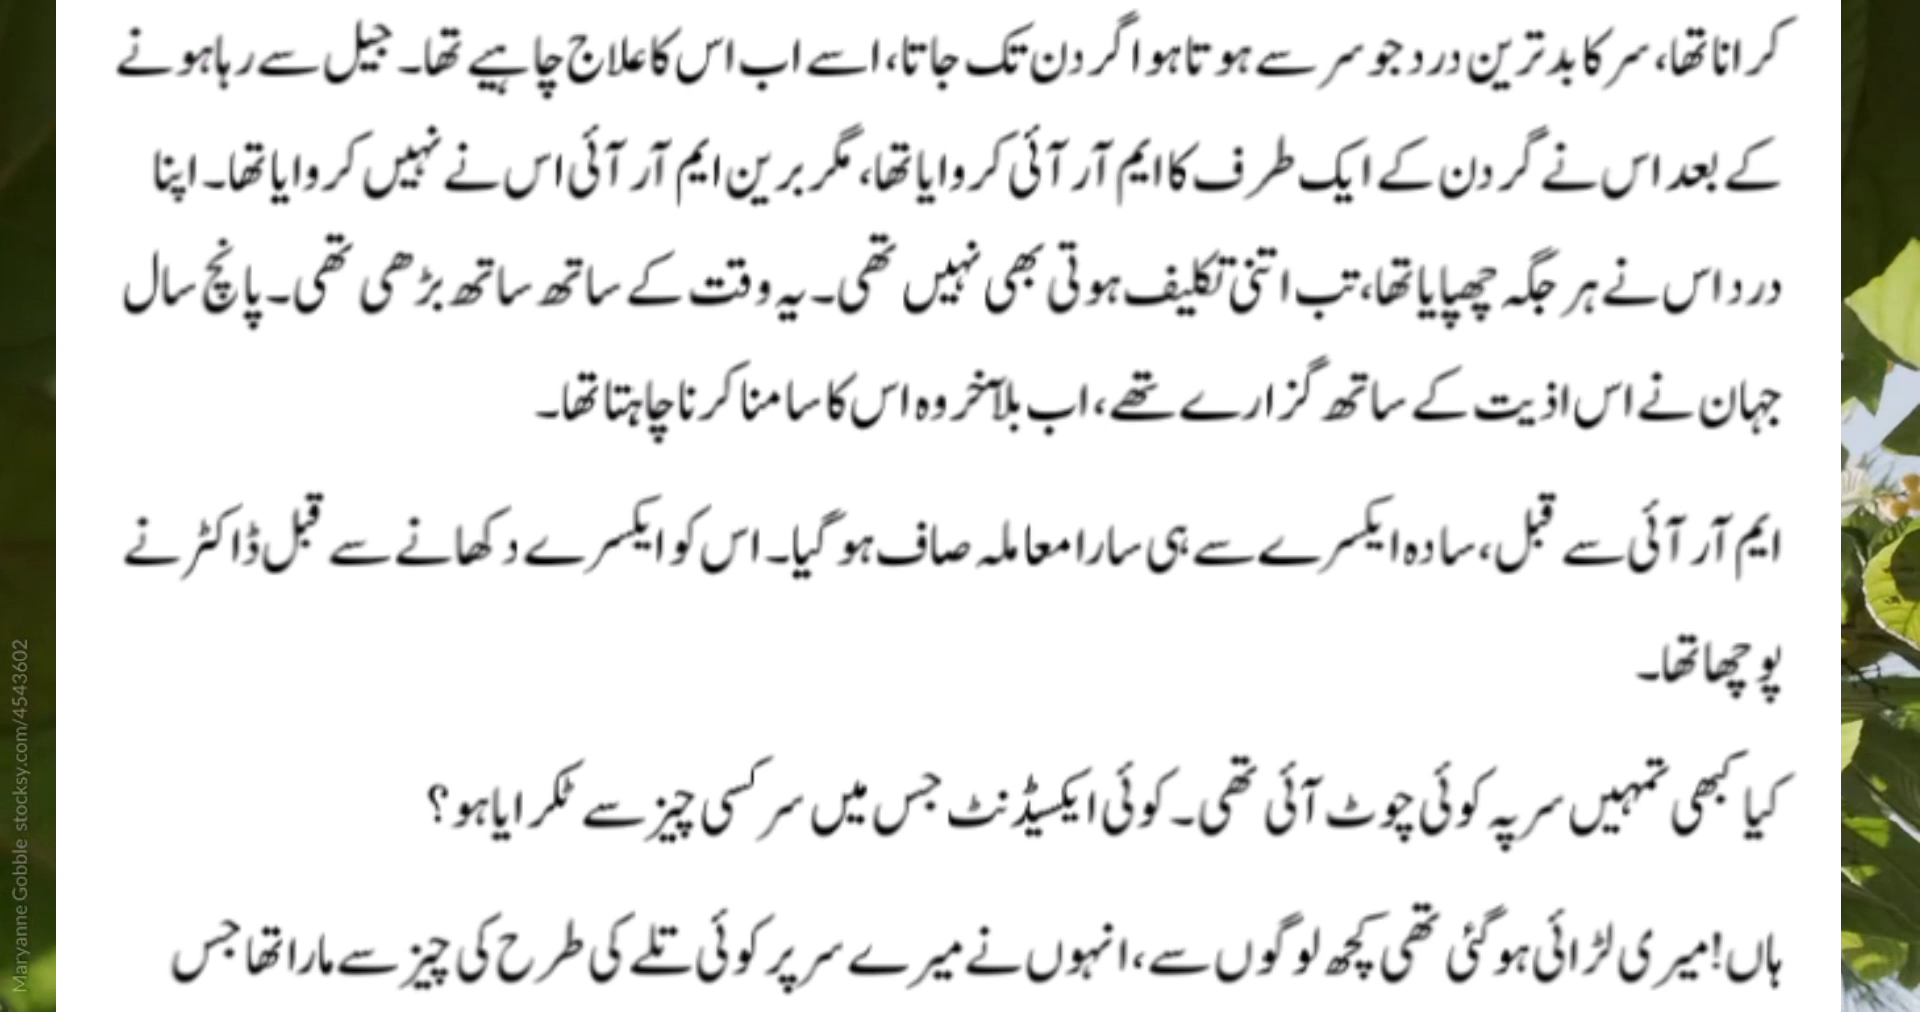 کرانا تھا، سر کا بدترین درد جو سر سے ہوتا ہوا گردن تک جاتا، اسے اب اس کا علاج چاہیے تھا۔ جیل سے رہا ہونے
کے بعد اس نے گردن کے ایک طرف کا ایم آر آئی کروایا تھا، مگر برین ایم آر آئی اس نے نہیں کروایا تھا۔ اپنا
درد اس نے ہر جگہ چھپایا تھا، تب اتنی تکلیف ہوتی بھی نہیں تھی۔ یہ وقت کے ساتھ ساتھ بڑھی تھی۔ پانچ سال
جہان نے اس اذیت کے ساتھ گزارے تھے، اب بلآخر وہ اس کا سامنا کرنا چاہتا تھا۔
ایم آر آئی سے قبل، سادہ ایکسرے سے ہی سارا معاملہ صاف ہو گیا۔ اس کو ایکسرے دکھانے سے قبل ڈاکٹر نے
پوچھا تھا۔
کیا کبھی تمہیں سر پہ کوئی چوٹ آئی تھی۔ کوئی ایکسیڈنٹ جس میں سر کسی چیز سے ٹکرایا ہو؟
ہاں! میری لڑائی ہو گئی تھی کچھ لوگوں سے، انہوں نے میرے سر پر کوئی تلے کی طرح کی چیز سے مارا تھا جس
Maryanne Gobble stocksy.com/4543602